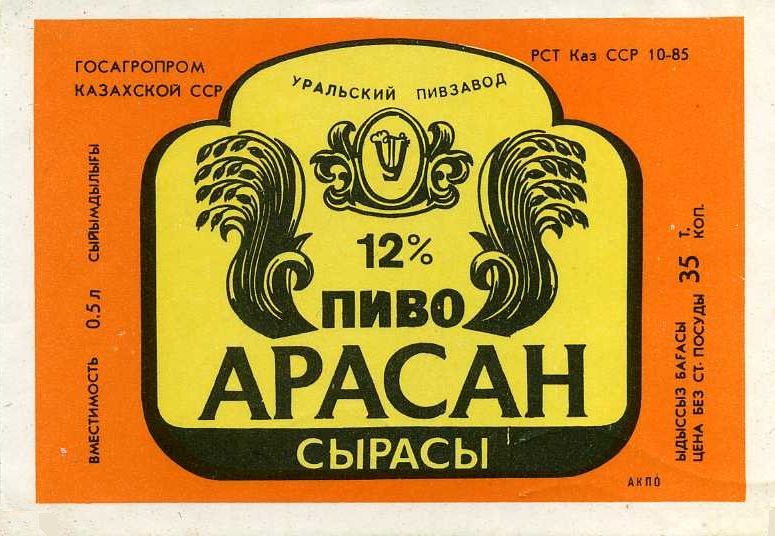 ГОСАГРОПРОМ
КАЗАХСКОЙ ССР
РСТ Каз ССР 10-85
УРАЛЬСКИЙ ПИВЗАВОД
У
12%
ПИВО
АРАСАН
СЫРАСЫ
ВМЕСТИМОСТЬ 0.5 л СЫЙЫМДЫЛЫҒЫ
ЫДЫССЫЗ БАҒАСЫ
ЦЕНА БЕЗ СТ. ПОСУДЫ 35 Т. КОП.
АКПО